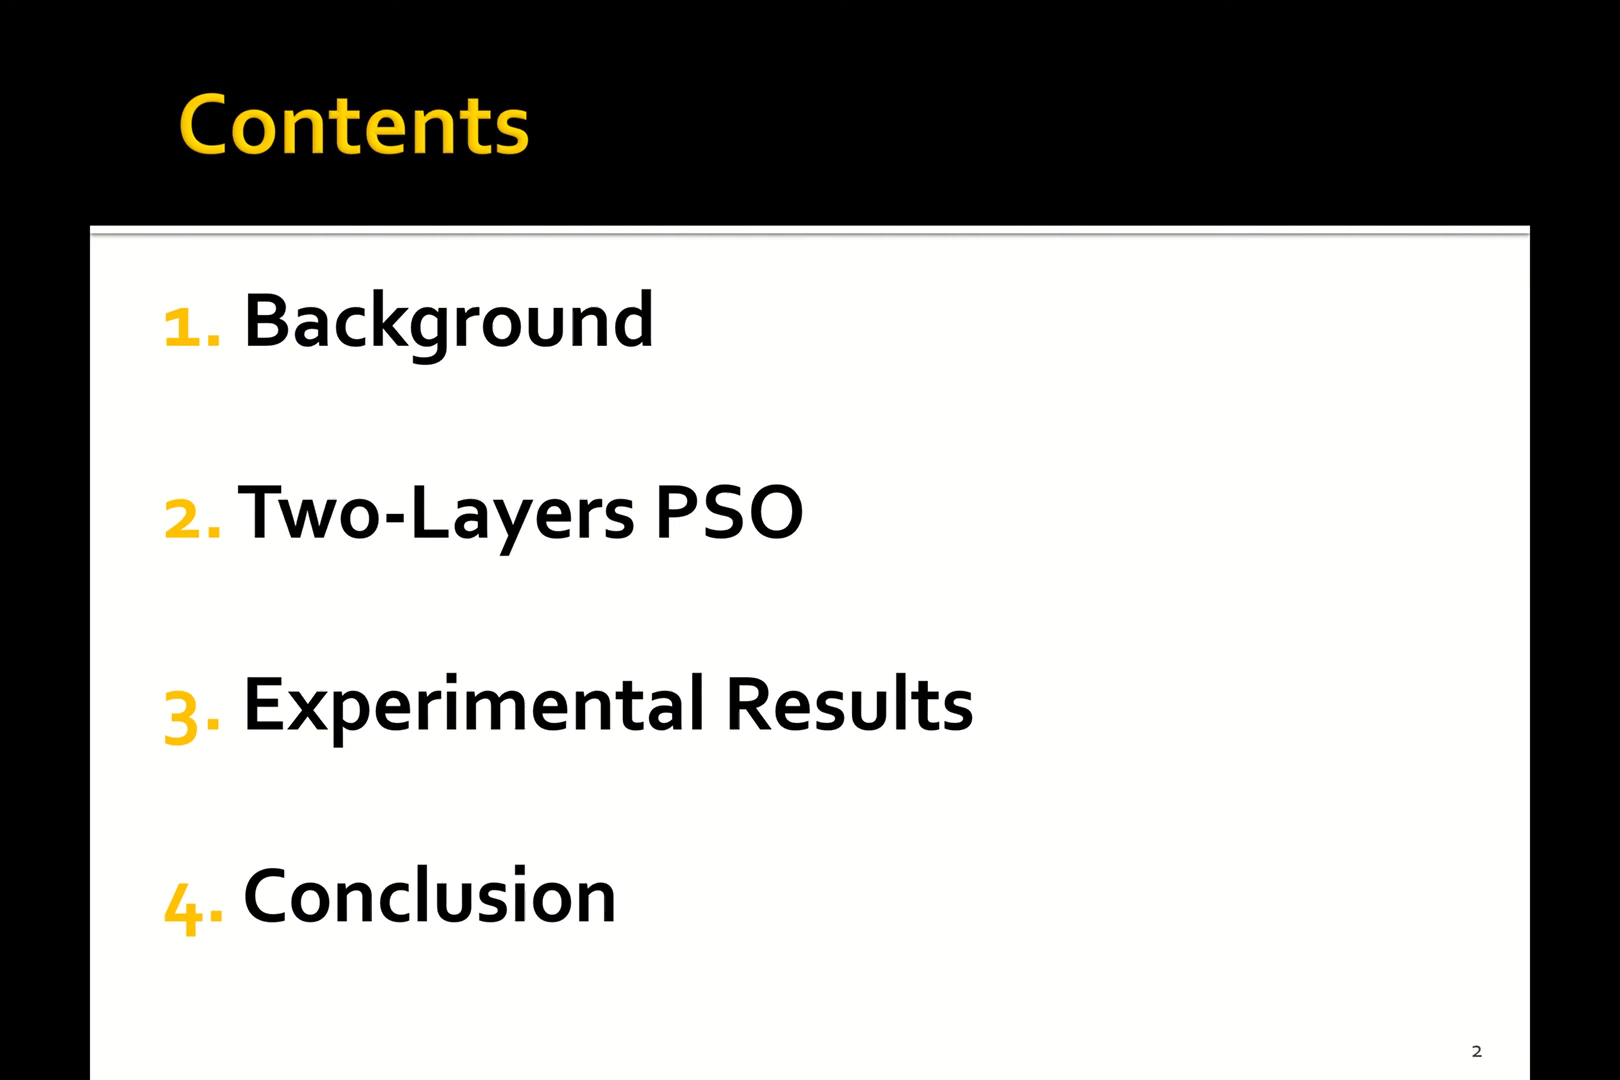 Contents
1. Background
2. Two-Layers PSO
3. Experimental Results
4. Conclusion
2